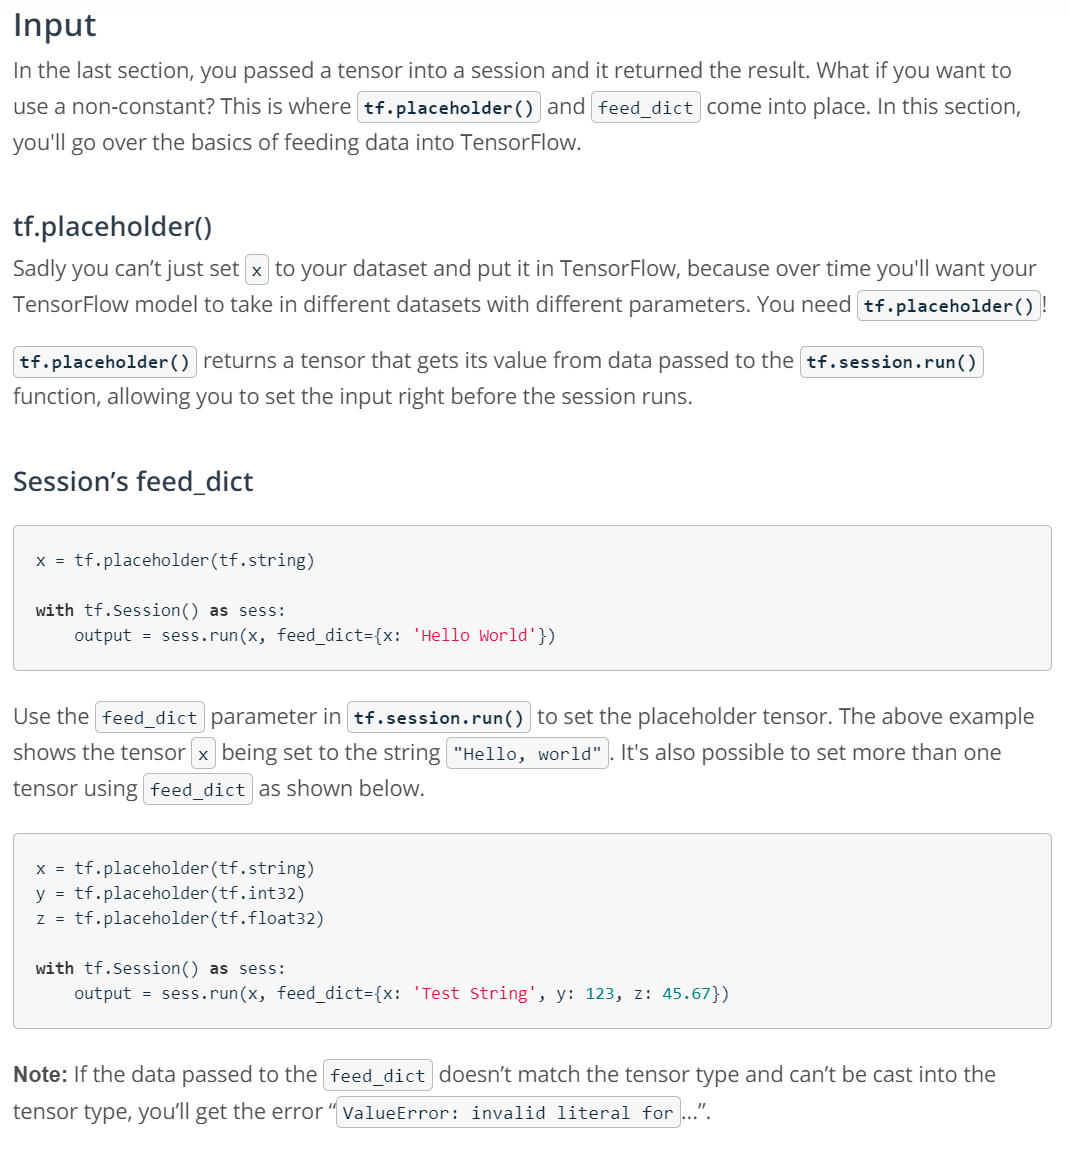 Input
In the last section, you passed a tensor into a session and it returned the result. What if you want to
use a non-constant? This is where tf.placeholder() and feed_dict come into place. In this section,
you'll go over the basics of feeding data into TensorFlow.
tf.placeholder()
Sadly you can’t just set x to your dataset and put it in TensorFlow, because over time you'll want your
TensorFlow model to take in different datasets with different parameters. You need tf.placeholder()!
tf.placeholder() returns a tensor that gets its value from data passed to the tf.session.run()
function, allowing you to set the input right before the session runs.
Session’s feed_dict
x = tf.placeholder(tf.string)
with tf.Session() as sess:
    output = sess.run(x, feed_dict={x: 'Hello World'})
Use the feed_dict parameter in tf.session.run() to set the placeholder tensor. The above example
shows the tensor x being set to the string "Hello, world". It's also possible to set more than one
tensor using feed_dict as shown below.
x = tf.placeholder(tf.string)
y = tf.placeholder(tf.int32)
z = tf.placeholder(tf.float32)
with tf.Session() as sess:
    output = sess.run(x, feed_dict={x: 'Test String', y: 123, z: 45.67})
Note: If the data passed to the feed_dict doesn’t match the tensor type and can’t be cast into the
tensor type, you’ll get the error “ValueError: invalid literal for...”.